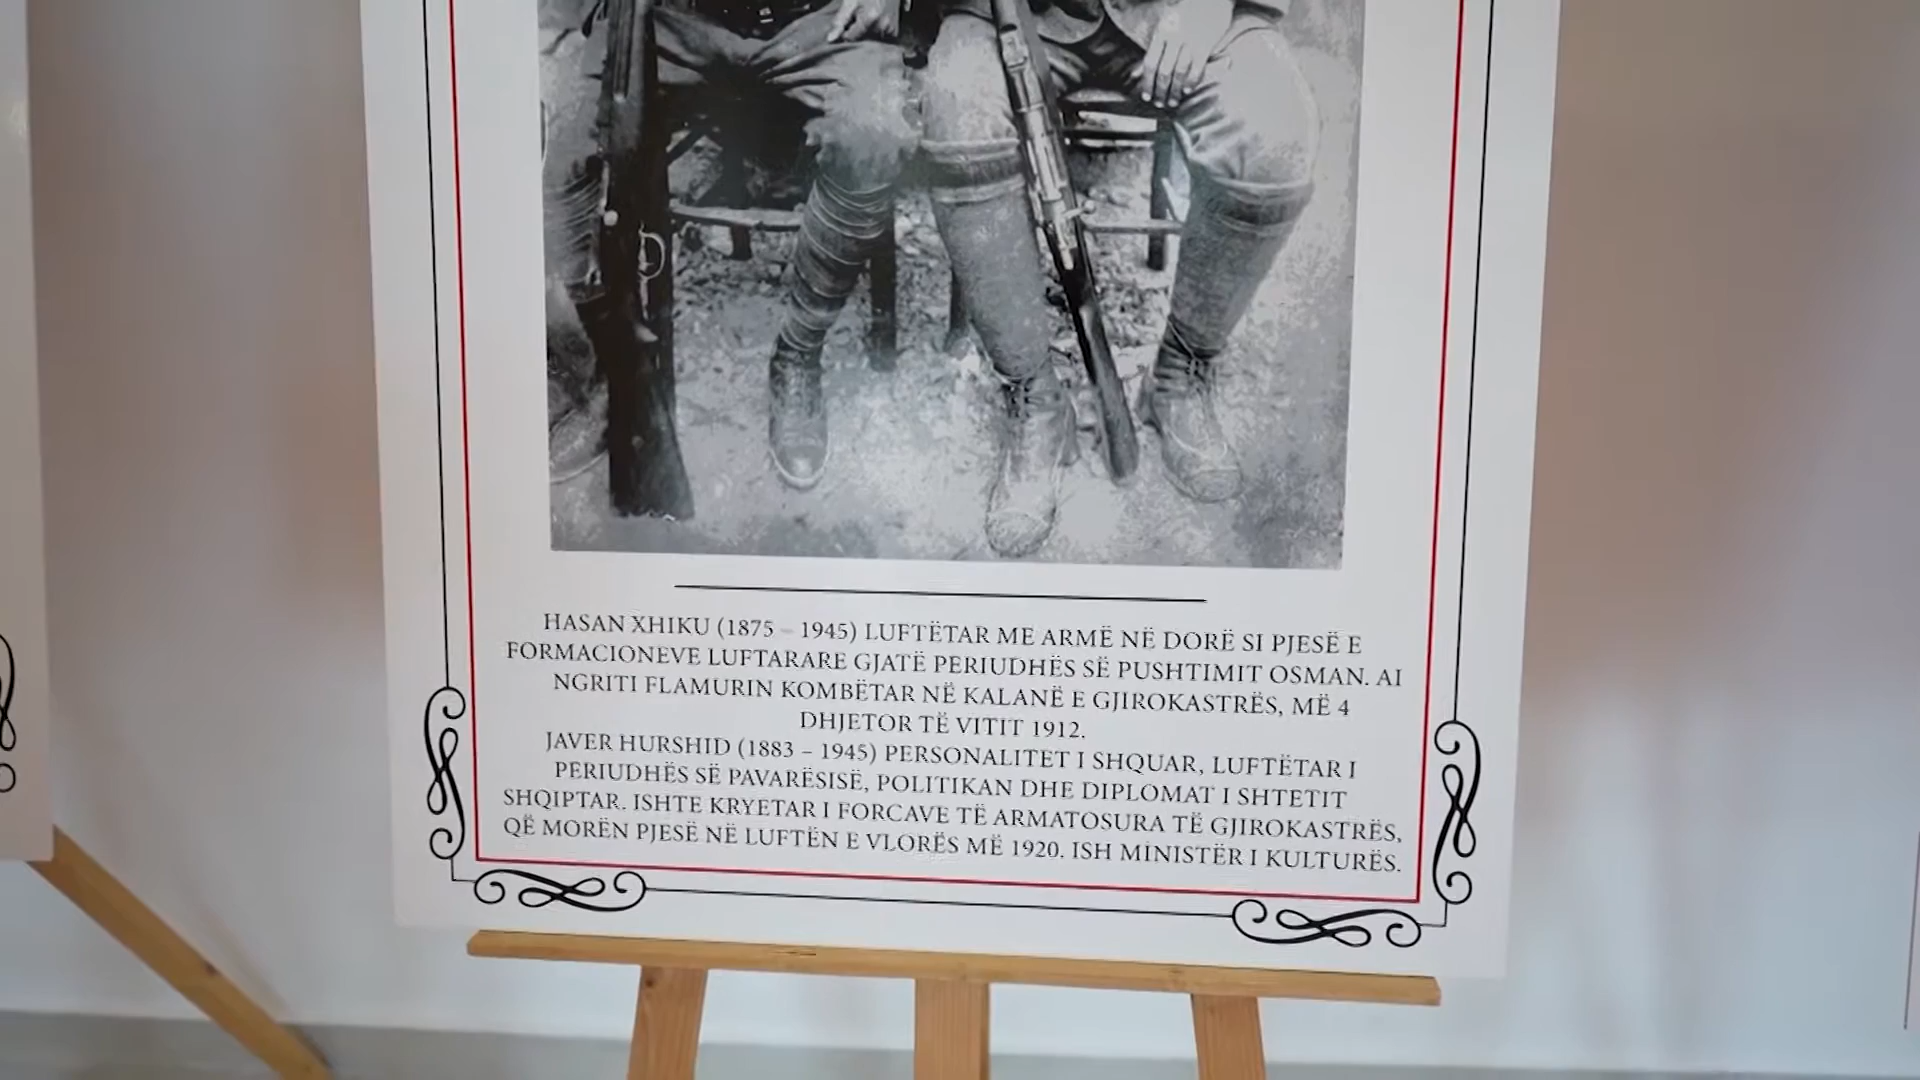 HASAN XHIKU (1875 – 1945) LUFTËTAR ME ARMË NË DORË SI PJESË E
FORMACIONEVE LUFTARARE GJATË PERIUDHËS SË PUSHTIMIT OSMAN. AI
NGRITI FLAMURIN KOMBËTAR NË KALANË E GJIROKASTRËS, MË 4
DHJETOR TË VITIT 1912.
JAVER HURSHID (1883 – 1945) PERSONALITET I SHQUAR, LUFTËTAR I
PERIUDHËS SË PAVARËSISË, POLITIKAN DHE DIPLOMAT I SHTETIT
SHQIPTAR. ISHTE KRYETAR I FORCAVE TË ARMATOSURA TË GJIROKASTRËS,
QË MORËN PJESË NË LUFTËN E VLORËS MË 1920. ISH MINISTËR I KULTURËS.